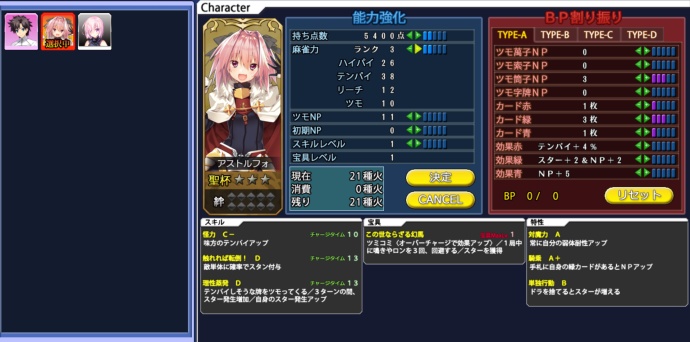 Character
選択中
アストルフォ
聖杯 ★ ★ ★
絆
能力強化
持ち点数 5400点
麻雀力 ランク 3
ハイパイ 26
テンパイ 38
リーチ 12
ツモ 10
ツモNP 11
初期NP 0
スキルレベル 1
宝具レベル 1
現在 21種火
消費 0種火
残り 21種火
決定
CANCEL
B・P割り振り
TYPE-A TYPE-B TYPE-C TYPE-D
ツモ萬子NP 0
ツモ索子NP 0
ツモ筒子NP 3
ツモ字牌NP 0
カード赤 1枚
カード緑 3枚
カード青 1枚
効果赤 テンパイ+4%
効果緑 スター+2&NP+2
効果青 NP+5
BP 0/ 0
リセット
スキル
怪力 C− チャージタイム 10
味方のテンパイアップ
触れれば転倒! D チャージタイム 13
敵単体に確率でスタン付与
理性蒸発 D チャージタイム 13
テンパイしそうな牌をツモってくる/3ターンの間、
スター発生増加/自身のスター発生アップ
宝具
この世ならざる幻馬 1
ツミコミ(オーバーチャージで効果アップ)/1局中
に鳴きやロンを3回、回避する/スターを獲得
特性
対魔力 A
常に自分の弱体耐性アップ
騎乗 A+
手札に自身の緑カードがあるとNPアップ
単独行動 B
ドラを捨てるとスターが増える